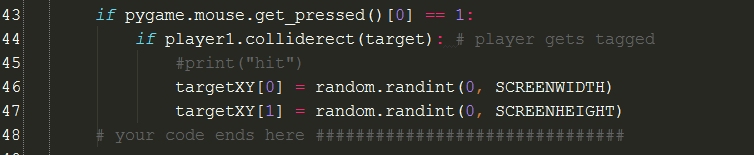 43 if pygame.mouse.get_pressed()[0] == 1:
44 if player1.colliderect(target): # player gets tagged
45 #print("hit")
46 targetXY[0] = random.randint(0, SCREENWIDTH)
47 targetXY[1] = random.randint(0, SCREENHEIGHT)
48 # your code ends here ###############################